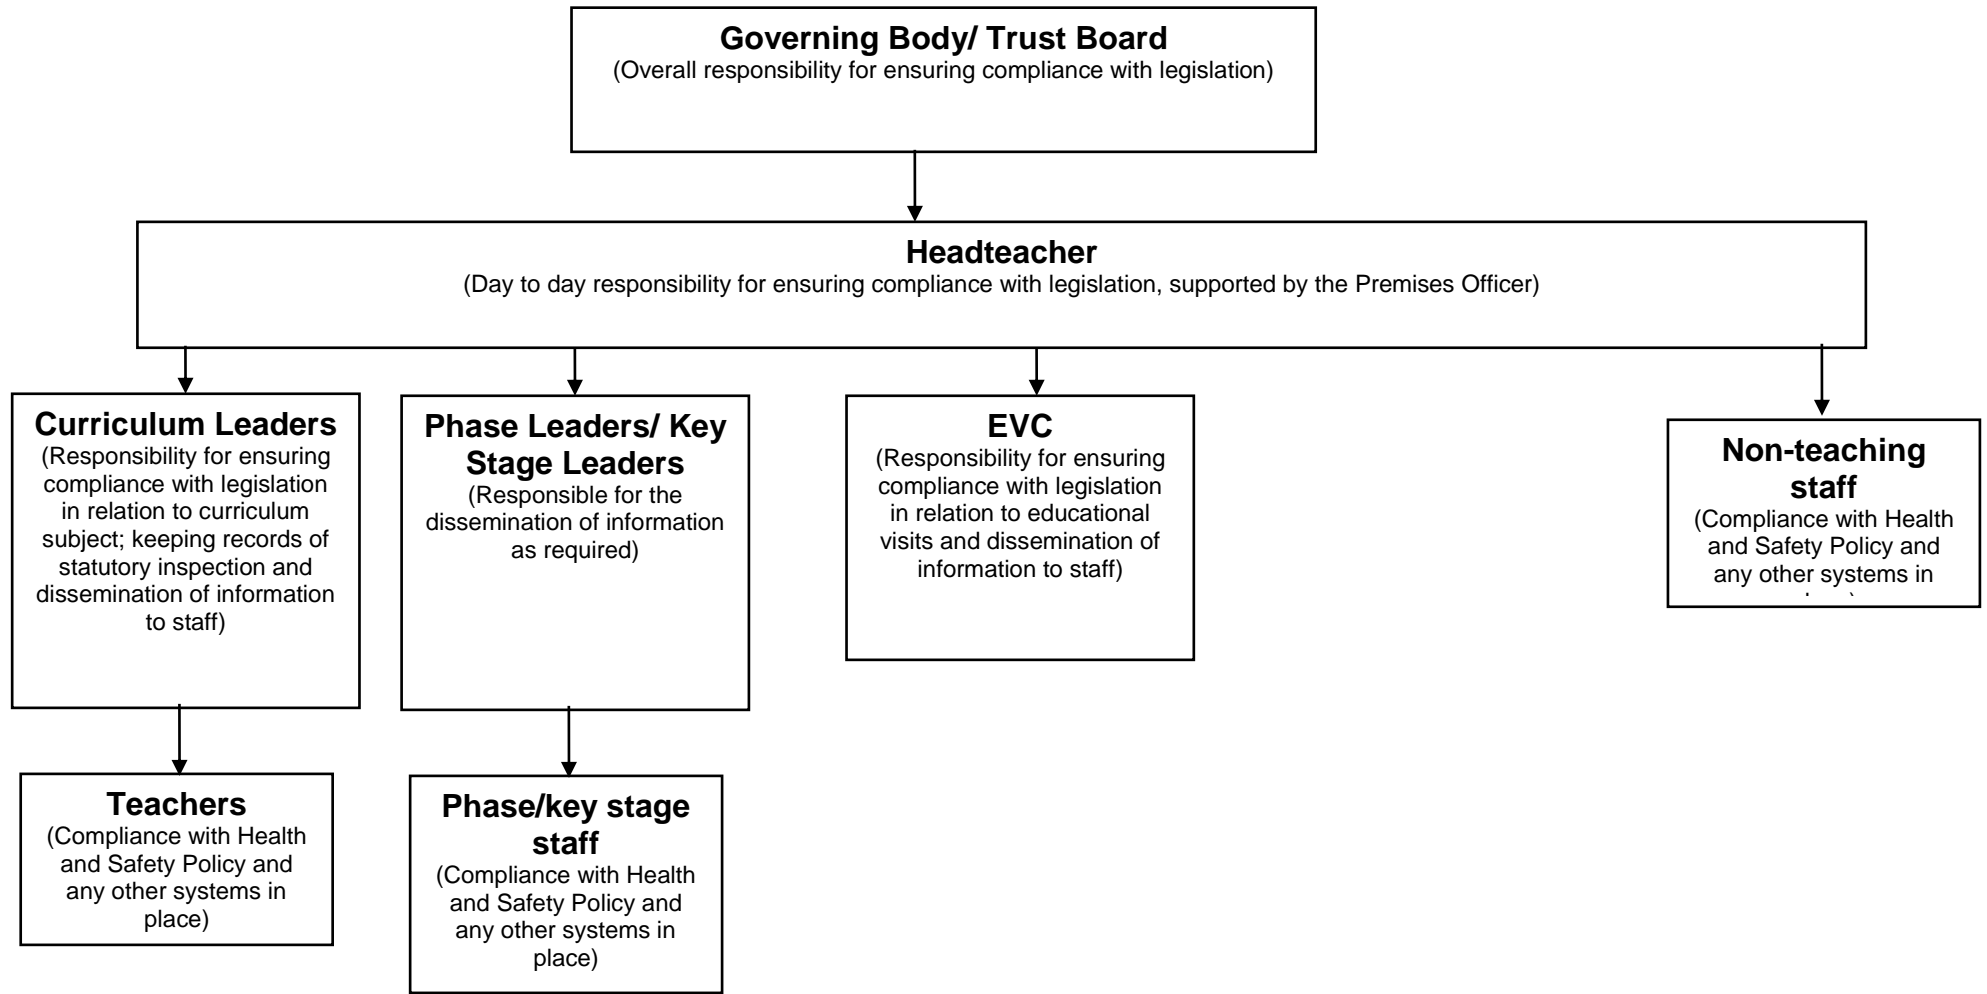 Governing Body/ Trust Board
(Overall responsibility for ensuring compliance with legislation)
Headteacher
(Day to day responsibility for ensuring compliance with legislation, supported by the Premises Officer)
Curriculum Leaders
(Responsibility for ensuring
compliance with legislation
in relation to curriculum
subject; keeping records of
statutory inspection and
dissemination of information
to staff)
Phase Leaders/ Key
Stage Leaders
(Responsible for the
dissemination of information
as required)
EVC
(Responsibility for ensuring
compliance with legislation
in relation to educational
visits and dissemination of
information to staff)
Non-teaching
staff
(Compliance with Health
and Safety Policy and
any other systems in
Teachers
(Compliance with Health
and Safety Policy and
any other systems in
place)
Phase/key stage
staff
(Compliance with Health
and Safety Policy and
any other systems in
place)